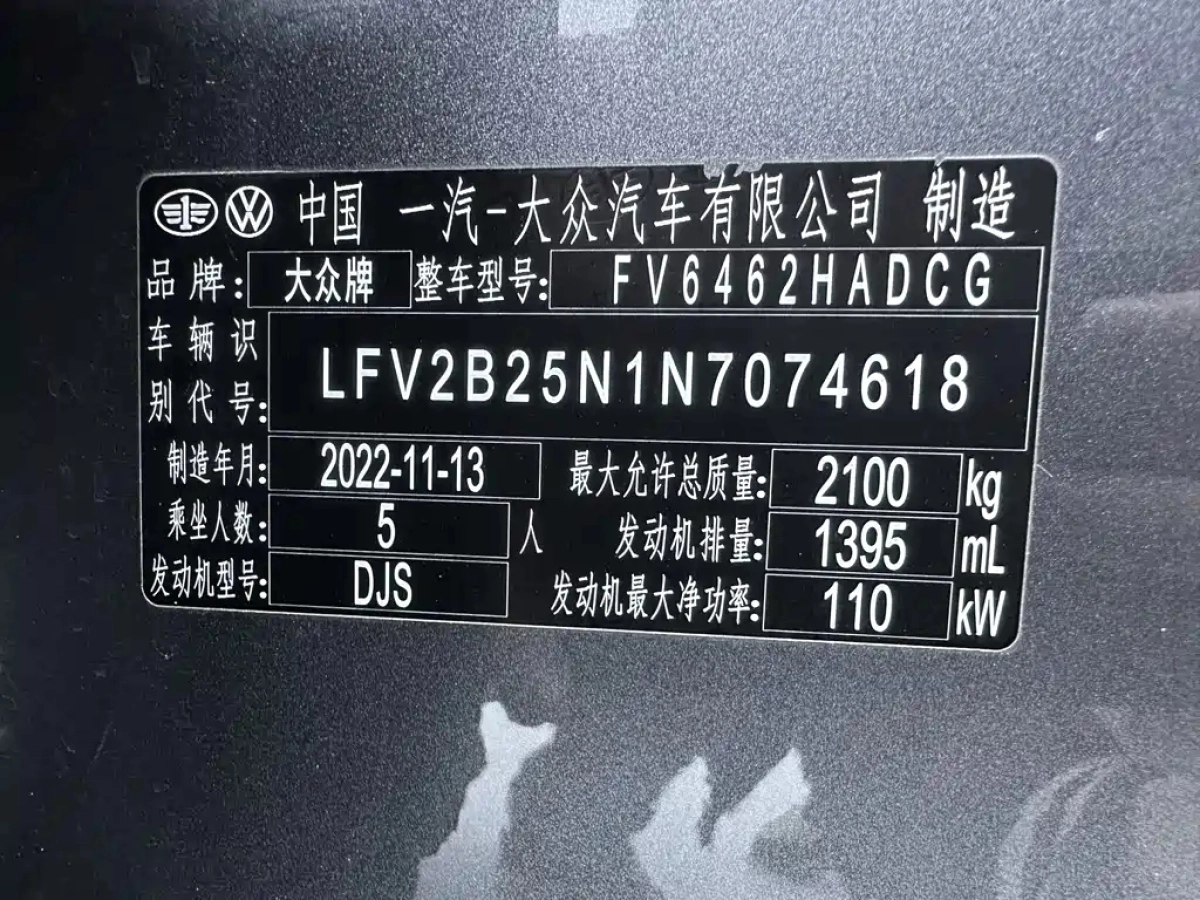 中国 一汽-大众汽车有限公司 制造
品牌: 大众牌 整车型号: FV6462HADCG
车辆识别代号: LFV2B25N1N7074618
制造年月: 2022-11-13 最大允许总质量: 2100 kg
乘坐人数: 5 人 发动机排量: 1395 mL
发动机型号: DJS 发动机最大净功率: 110 kW